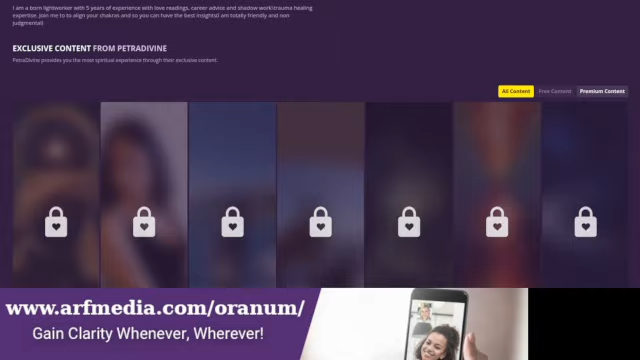 I am a born lightworker with 5 years of experience with love readings, career advice and shadow work\trauma healing
expertise. Join me to to align your chakras and so you can have the best insights(I am totally friendly and non
judgmental)
EXCLUSIVE CONTENT FROM PETRADIVINE
PetraDivine provides you the most spiritual experience through their exclusive content.
All Content Free Content Premium Content
www.arfmedia.com/oranum/
Gain Clarity Whenever, Wherever!